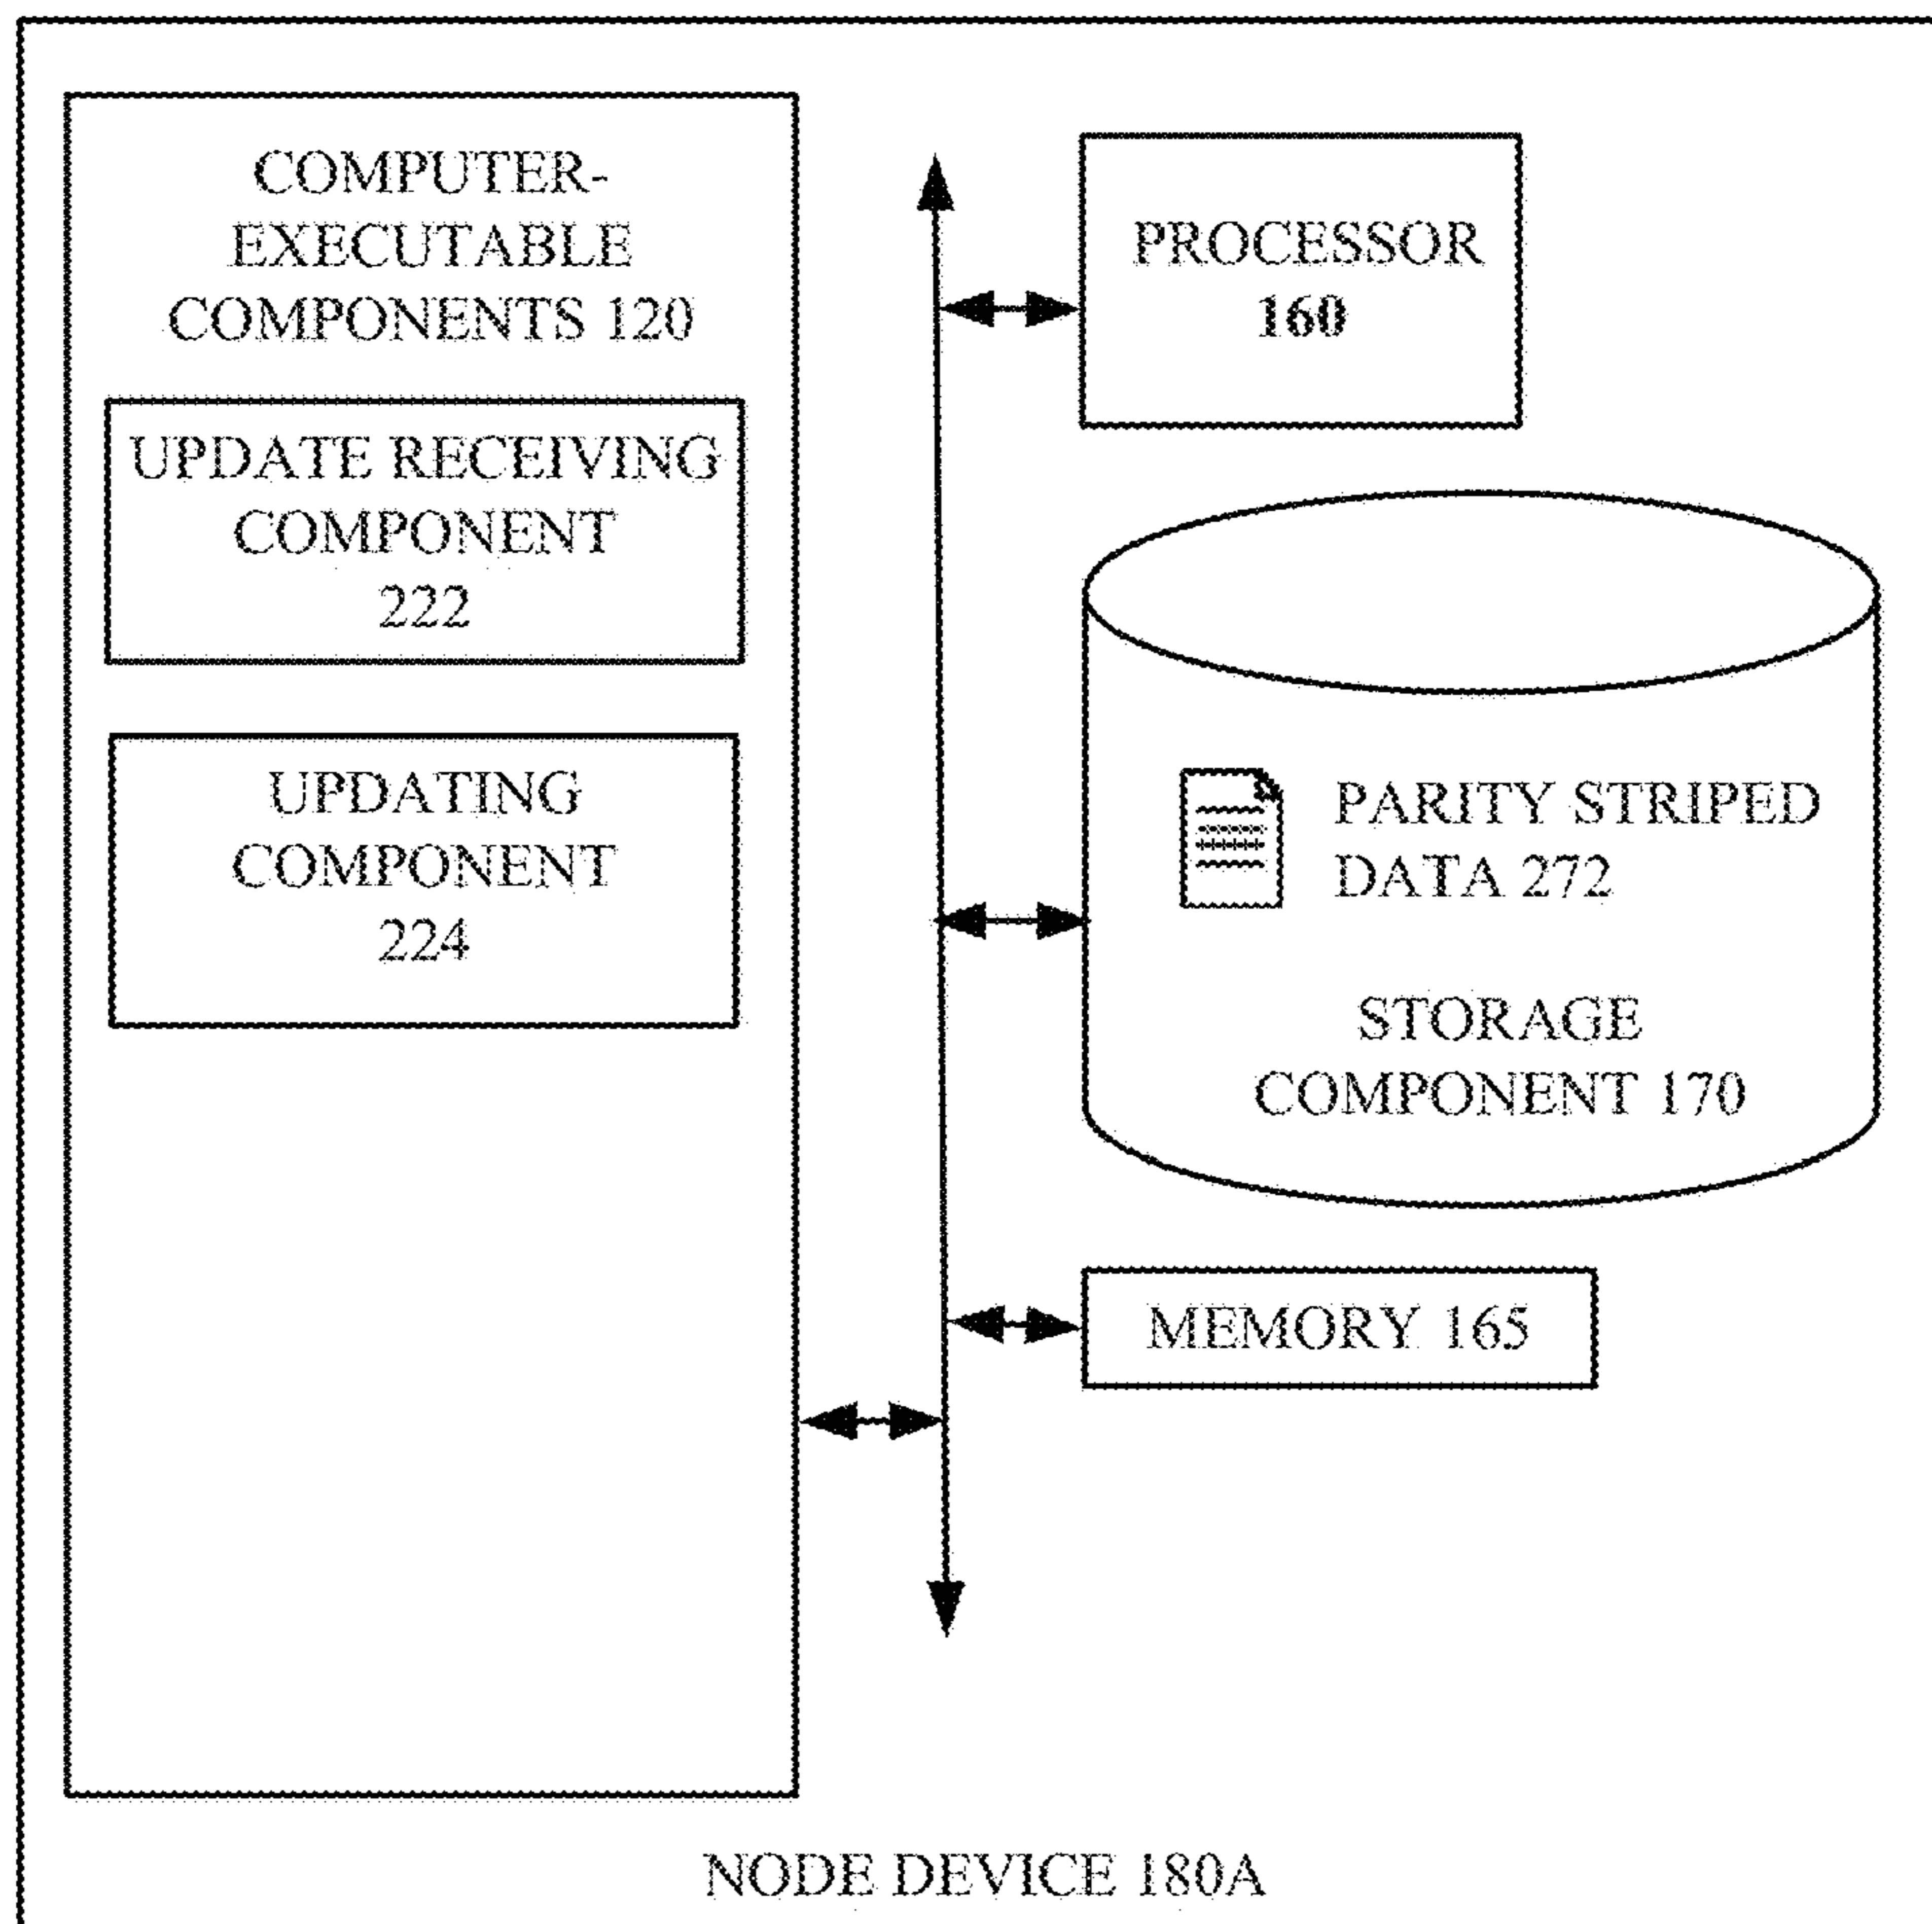 COMPUTER-
EXECUTABLE
COMPONENTS 120
UPDATE RECEIVING
COMPONENT
222
UPDATING
COMPONENT
224
PROCESSOR
160
PARITY STRIPED
DATA 272
STORAGE
COMPONENT 170
MEMORY 165
NODE DEVICE 180A